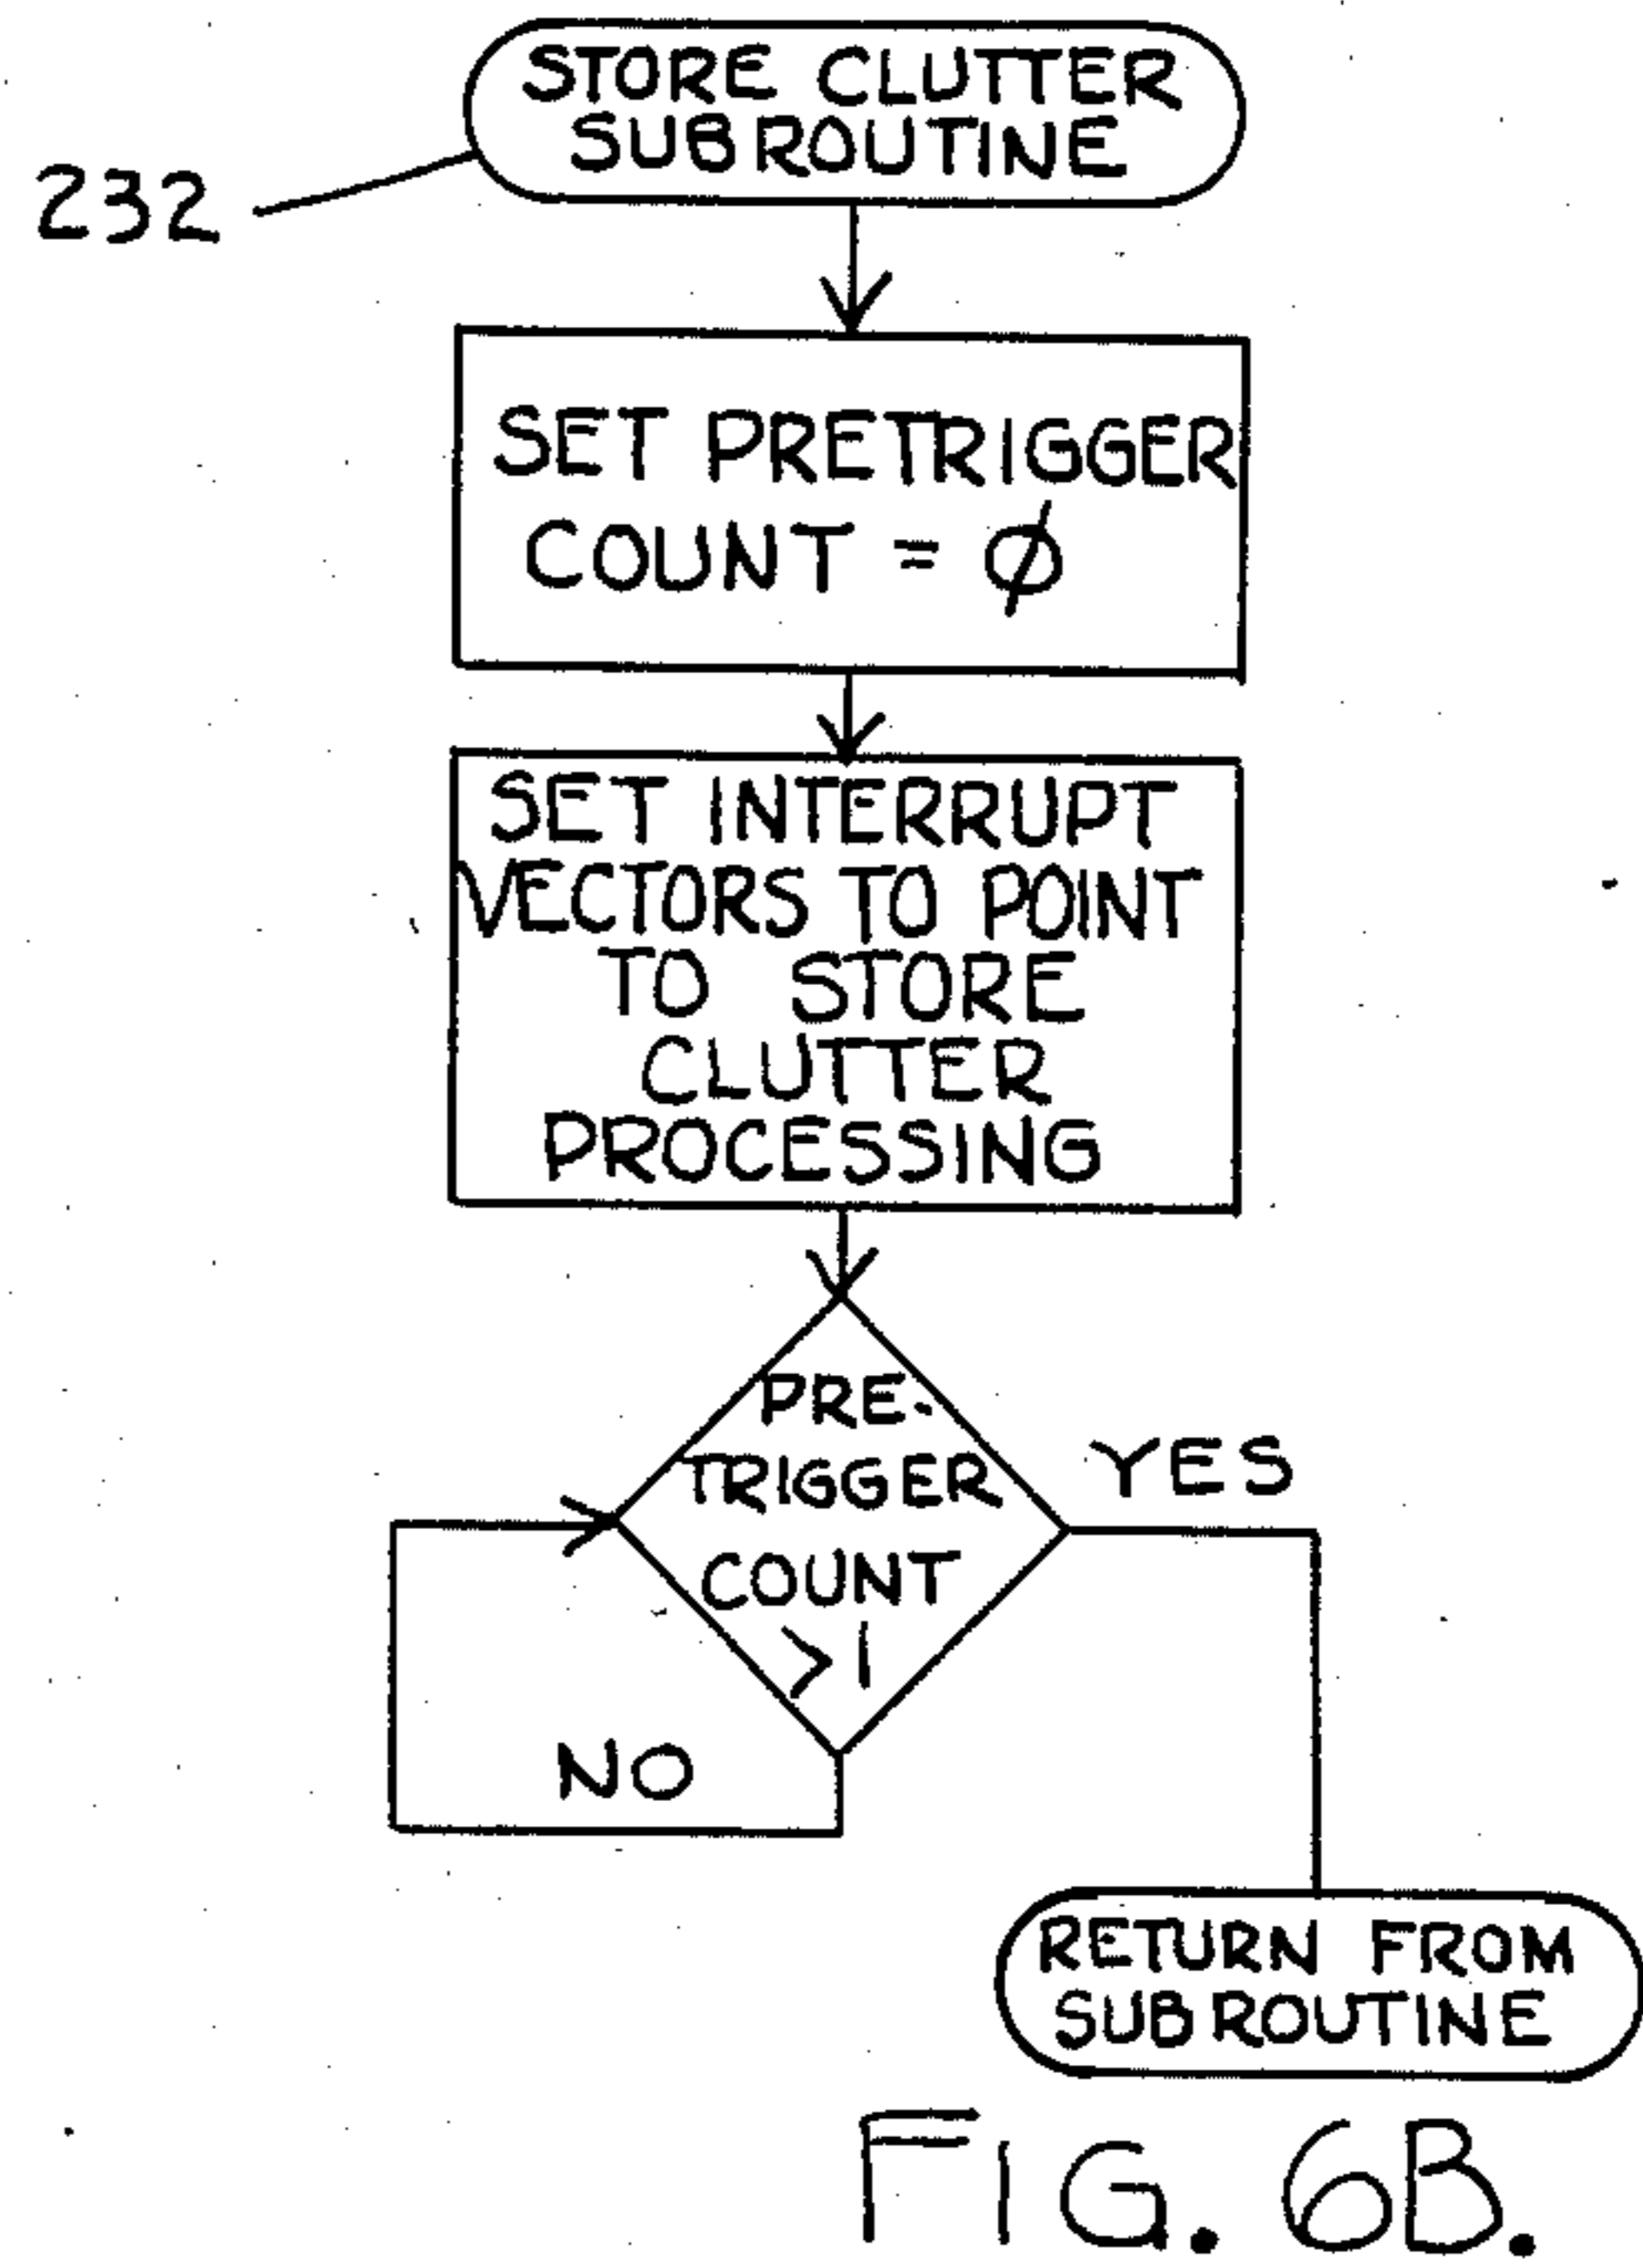 STORE CLUTTER
SUBROUTINE
232
SET PRETRIGGER
COUNT = ϕ
SET INTERRUPT
VECTORS TO POINT
TO STORE
CLUTTER
PROCESSING
PRE-
TRIGGER
COUNT
>1
YES
NO
RETURN FROM
SUBROUTINE
FIG. 6B.